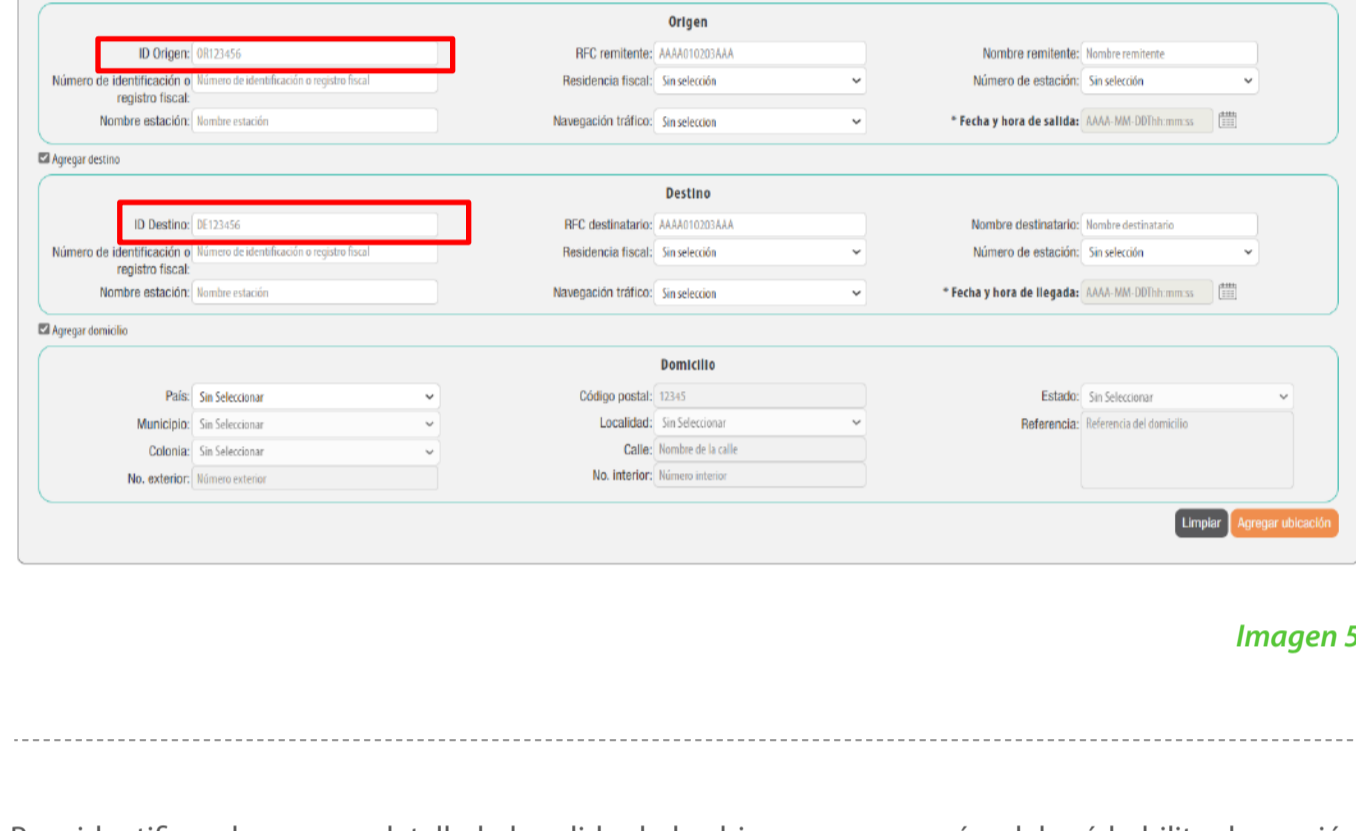 Origen
ID Origen: OR123456 RFC remitente: AAAA010203AAA Nombre remitente: Nombre remitente
Número de identificación o registro fiscal: Número de identificación o registro fiscal Residencia fiscal: Sin selección Número de estación: Sin selección
Nombre estación: Nombre estación Navegación tráfico: Sin seleccion * Fecha y hora de salida: AAAA-MM-DDThh:mm:ss
Agregar destino
Destino
ID Destino: DE123456 RFC destinatario: AAAA010203AAA Nombre destinatario: Nombre destinatario
Número de identificación o registro fiscal: Número de identificación o registro fiscal Residencia fiscal: Sin selección Número de estación: Sin selección
Nombre estación: Nombre estación Navegación tráfico: Sin seleccion * Fecha y hora de llegada: AAAA-MM-DDThh:mm:ss
Agregar domicilio
Domicilio
País: Sin Seleccionar Código postal: 12345 Estado: Sin Seleccionar
Municipio: Sin Seleccionar Localidad: Sin Seleccionar Referencia: Referencia del domicilio
Colonia: Sin Seleccionar Calle: Nombre de la calle
No. exterior: Número exterior No. interior: Número interior
Limpiar Agregar ubicación
Imagen 5